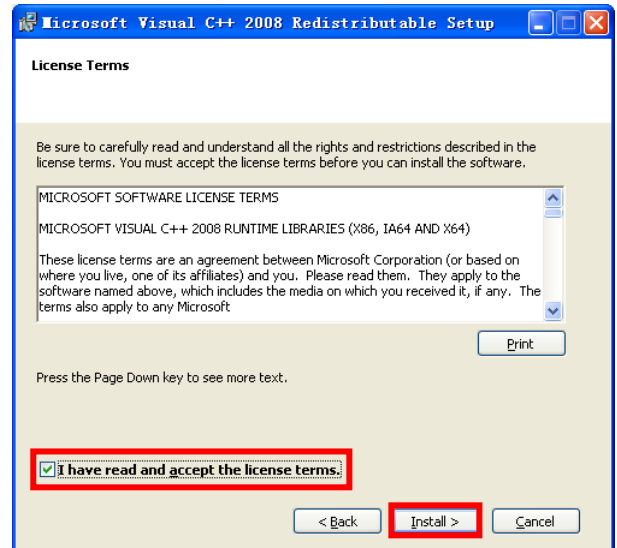 Microsoft Visual C++ 2008 Redistributable Setup
License Terms
Be sure to carefully read and understand all the rights and restrictions described in the
license terms. You must accept the license terms before you can install the software.
MICROSOFT SOFTWARE LICENSE TERMS
MICROSOFT VISUAL C++ 2008 RUNTIME LIBRARIES (X86, IA64 AND X64)
These license terms are an agreement between Microsoft Corporation (or based on
where you live, one of its affiliates) and you. Please read them. They apply to the
software named above, which includes the media on which you received it, if any. The
terms also apply to any Microsoft
Print
Press the Page Down key to see more text.
I have read and accept the license terms.
< Back
Install >
Cancel